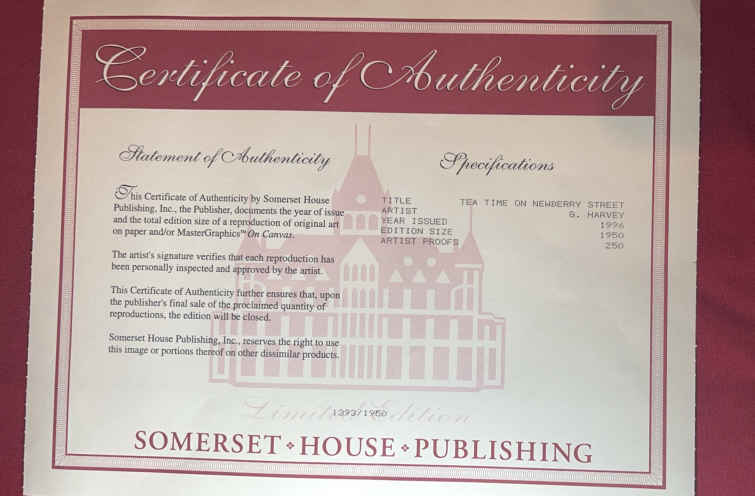 Certificate of Authenticity
Statement of Authenticity
This Certificate of Authenticity by Somerset House
Publishing, Inc., the Publisher, documents the year of issue
and the total edition size of a reproduction of original art
on paper and/or MasterGraphics™ On Canvas.
The artist's signature verifies that each reproduction has
been personally inspected and approved by the artist.
This Certificate of Authenticity further ensures that, upon
the publisher's final sale of the proclaimed quantity of
reproductions, the edition will be closed.
Somerset House Publishing, Inc., reserves the right to use
this image or portions thereof on other dissimilar products.
Specifications
TITLE TEA TIME ON NEWBERRY STREET
ARTIST G. HARVEY
YEAR ISSUED 1996
EDITION SIZE 1950
ARTIST PROOFS 250
Limited Edition
1393/1950
SOMERSET HOUSE PUBLISHING